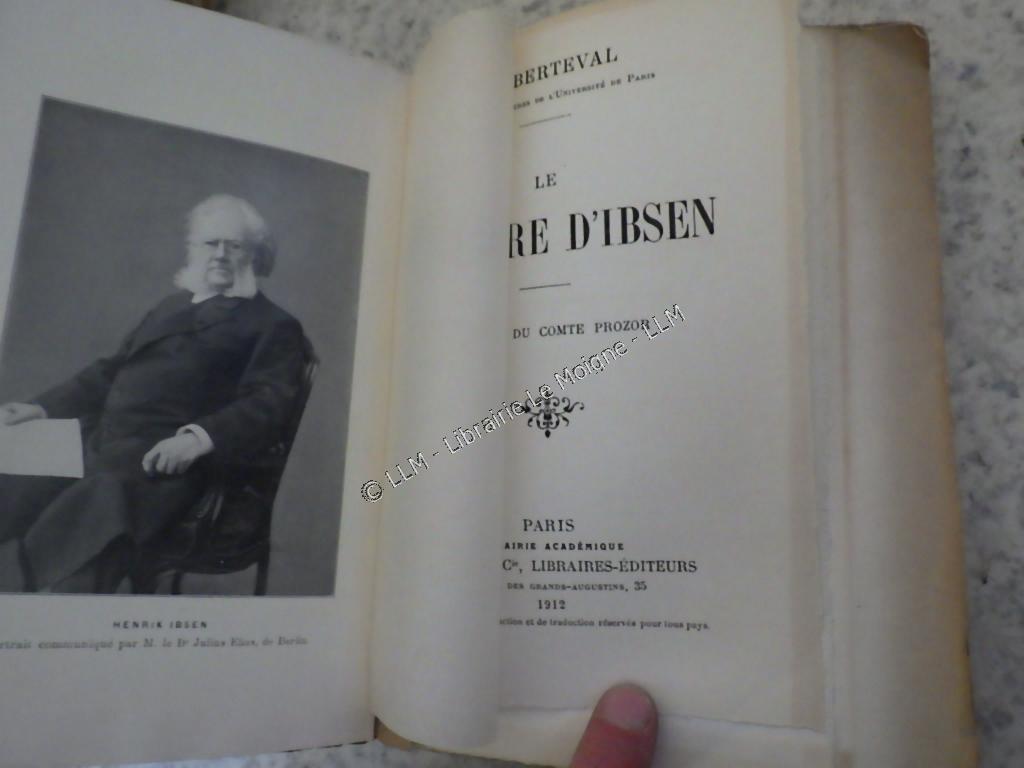 HENRIK IBSEN
trait communiqué par M. le Dr Julius Elias, de Berlin
BERTEVAL
DE L'UNIVERSITÉ DE PARIS
LE
RE D'IBSEN
DU COMTE PROZOR
© LLM - Librairie Le Moigne - LLM
PARIS
AIRIE ACADÉMIQUE
Cie, LIBRAIRES-ÉDITEURS
DES GRANDS-AUGUSTINS, 35
1912
ction et de traduction réservés pour tous pays.